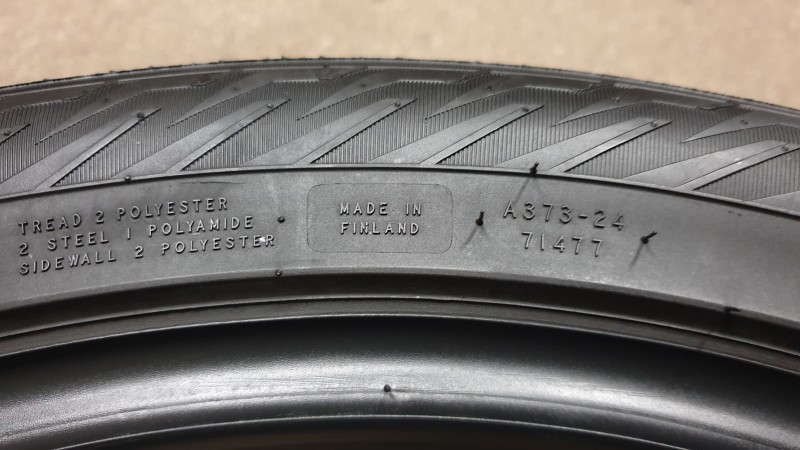 TREAD 2 POLYESTER
2 STEEL 1 POLYAMIDE
SIDEWALL 2 POLYESTER
MADE IN
FINLAND
A373-24
71477